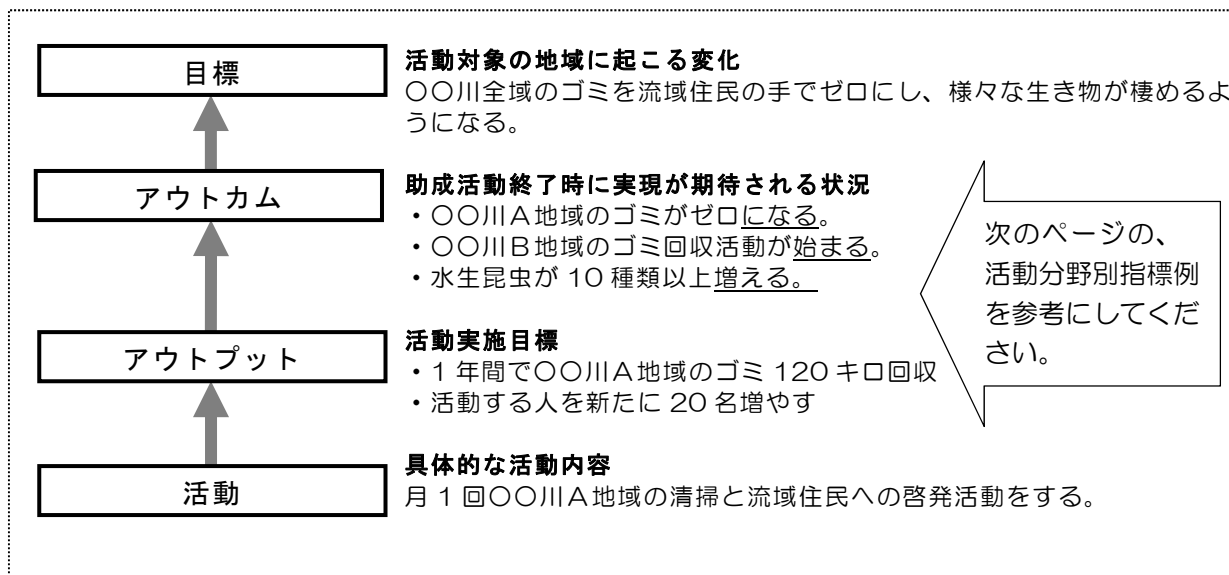 目標
活動対象の地域に起こる変化
〇〇川全域のゴミを流域住民の手でゼロにし、様々な生き物が棲めるよ
うになる。
アウトカム
助成活動終了時に実現が期待される状況
・〇〇川A地域のゴミがゼロになる。
・〇〇川B地域のゴミ回収活動が始まる。
・水生昆虫が 10 種類以上増える。
次のページの、
活動分野別指標例
を参考にしてくだ
さい。
アウトプット
活動実施目標
・1 年間で〇〇川A地域のゴミ 120 キロ回収
・活動する人を新たに 20 名増やす
活動
具体的な活動内容
月 1 回〇〇川A地域の清掃と流域住民への啓発活動をする。